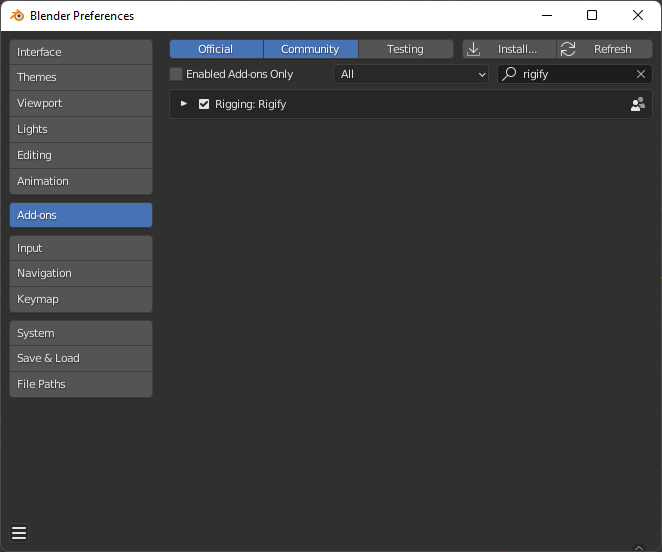 Blender Preferences
Interface
Themes
Viewport
Lights
Editing
Animation
Add-ons
Input
Navigation
Keymap
System
Save & Load
File Paths
Official Community Testing Install... Refresh
Enabled Add-ons Only All rigify
Rigging: Rigify